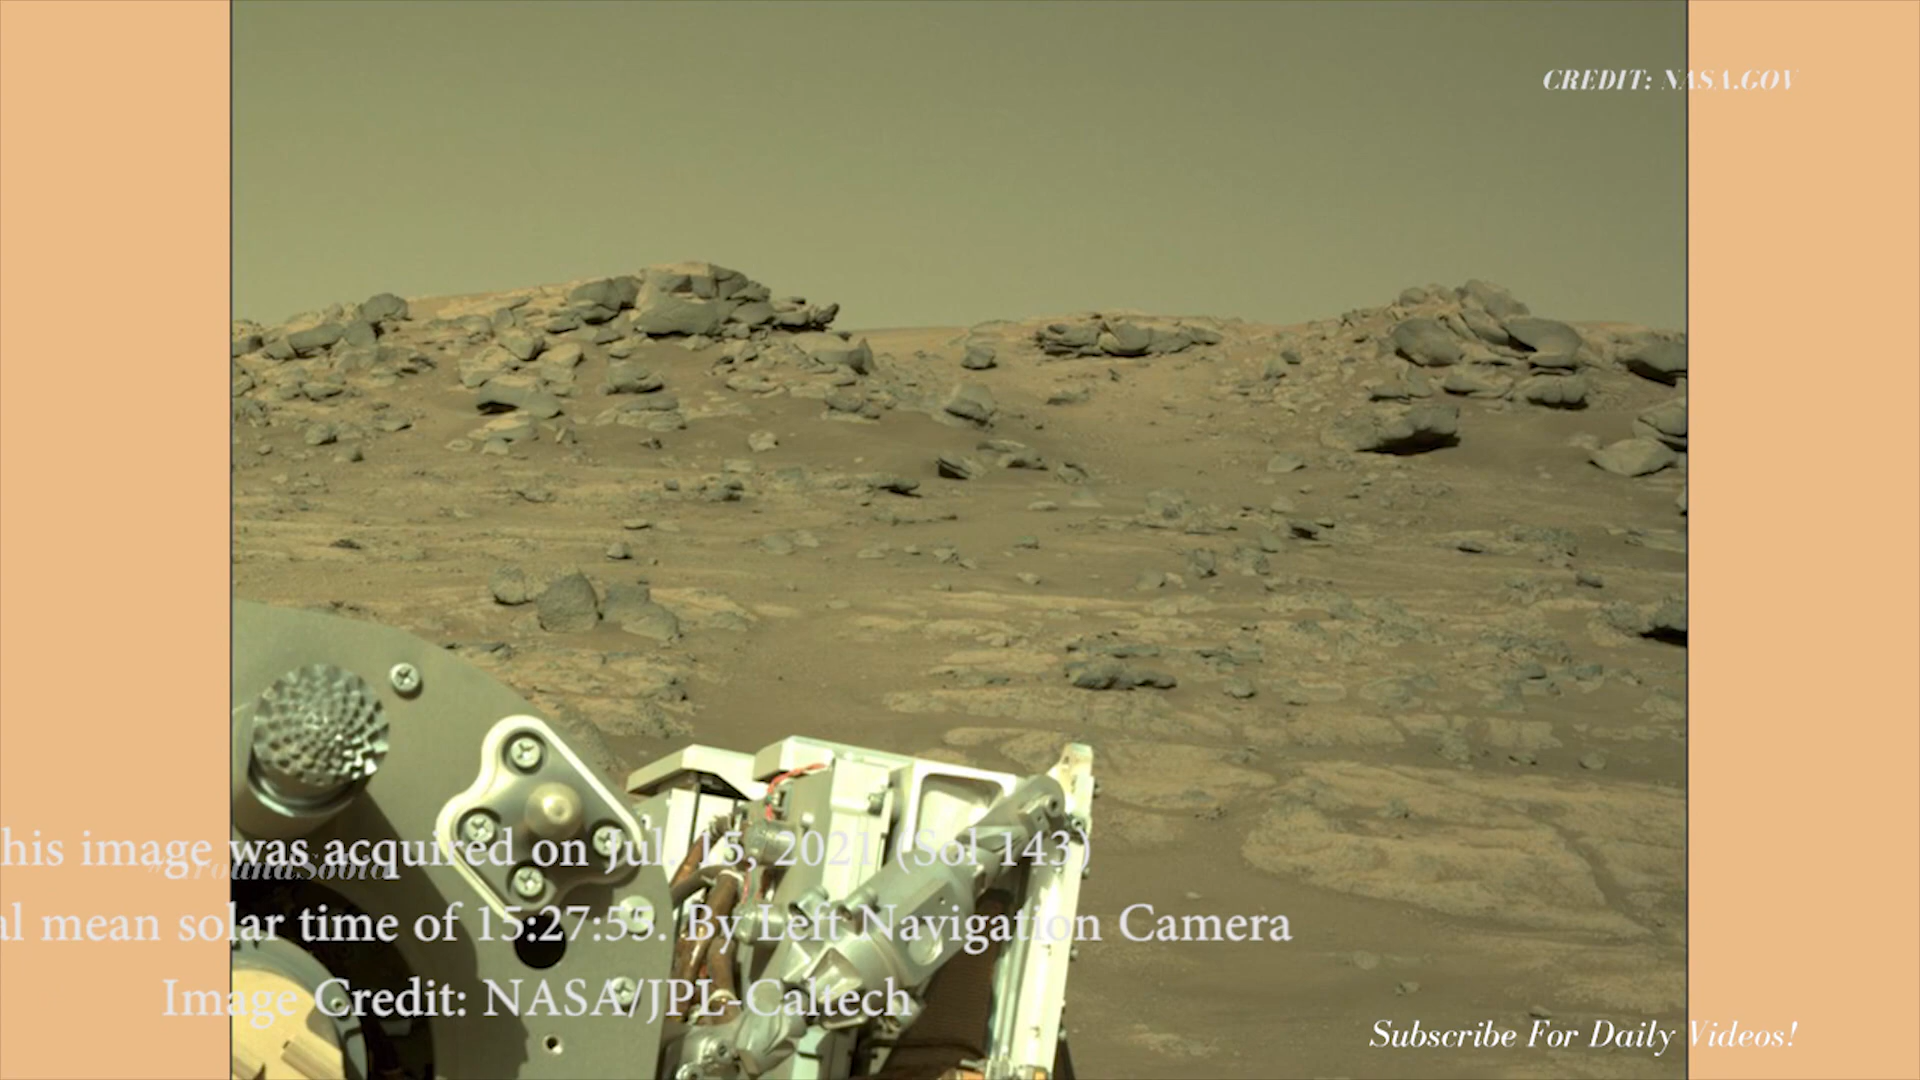 CREDIT: NASA.GOV
his image was acquired on Jul. 15, 2021 (Sol 143)
al mean solar time of 15:27:55. By Left Navigation Camera
Image Credit: NASA/JPL-Caltech
Subscribe For Daily Videos!